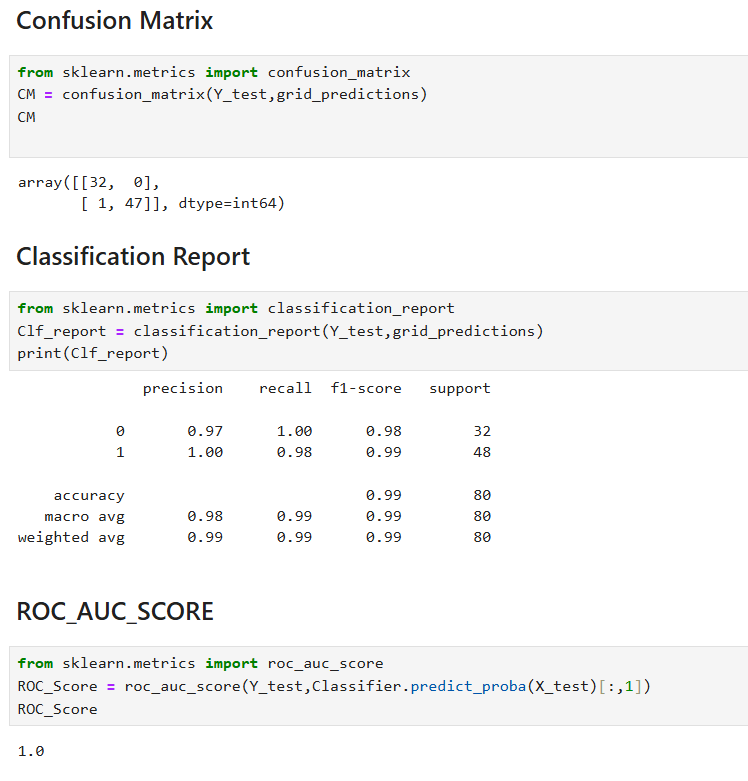 Confusion Matrix
from sklearn.metrics import confusion_matrix
CM = confusion_matrix(Y_test,grid_predictions)
CM
array([[32,  0],
       [ 1, 47]], dtype=int64)
Classification Report
from sklearn.metrics import classification_report
Clf_report = classification_report(Y_test,grid_predictions)
print(Clf_report)
              precision    recall  f1-score   support
           0       0.97      1.00      0.98        32
           1       1.00      0.98      0.99        48
    accuracy                           0.99        80
   macro avg       0.98      0.99      0.99        80
weighted avg       0.99      0.99      0.99        80
ROC_AUC_SCORE
from sklearn.metrics import roc_auc_score
ROC_Score = roc_auc_score(Y_test,Classifier.predict_proba(X_test)[:,1])
ROC_Score
1.0